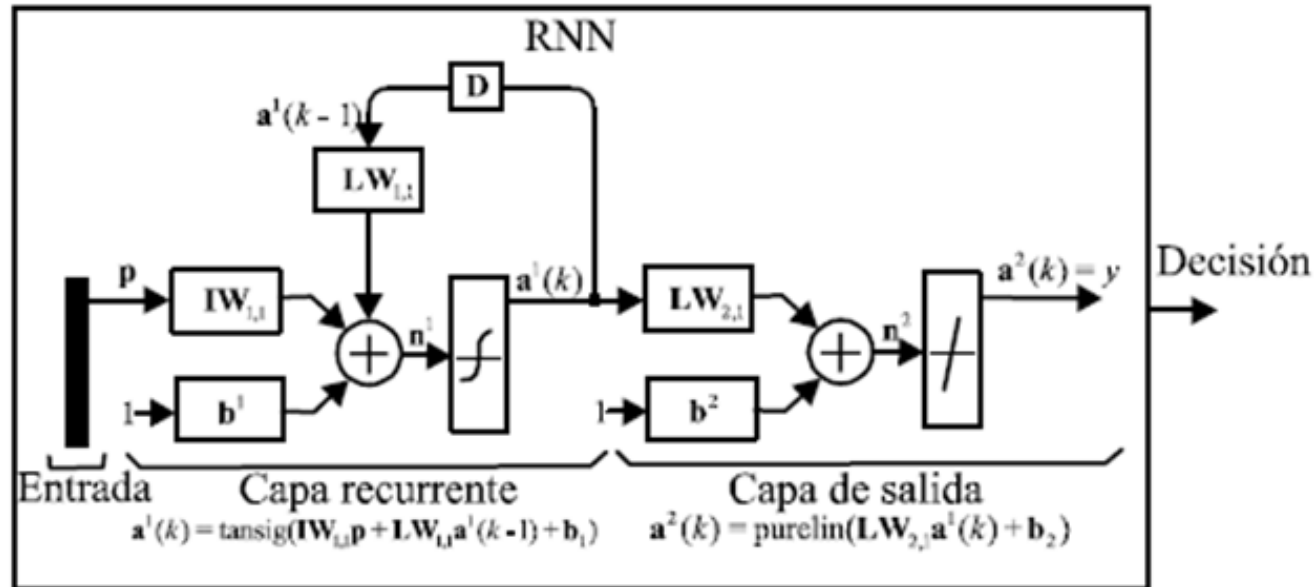 RNN
D
a¹(k - 1)
LW₁,₁
p
IW₁,₁
n¹
a¹(k)
LW₂,₁
n²
a²(k) = y
Decisión
1
b¹
1
b²
Entrada
Capa recurrente
Capa de salida
a¹(k) = tansig(IW₁,₁p + LW₁,₁a¹(k -1) + b₁)
a²(k) = purelin(LW₂,₁a¹(k) + b₂)